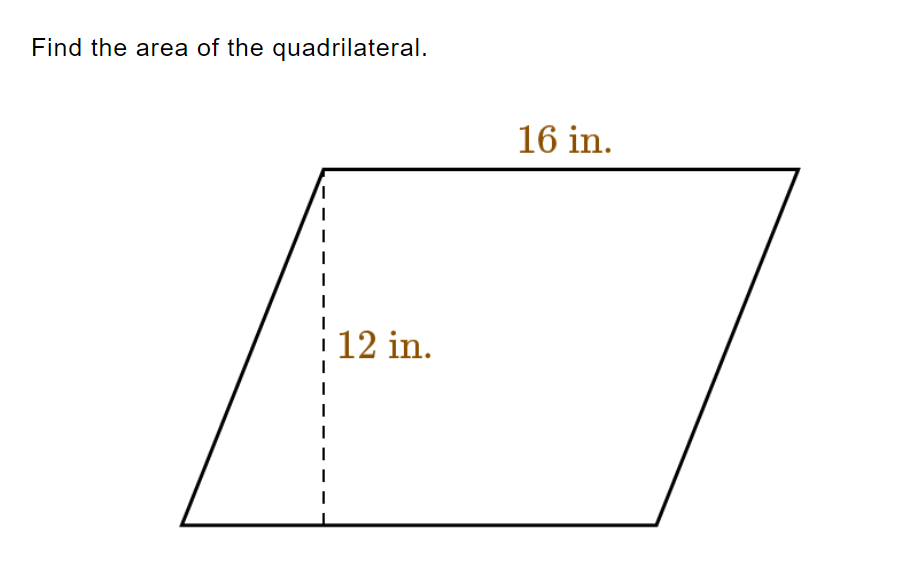 Find the area of the quadrilateral.
16 in.
12 in.